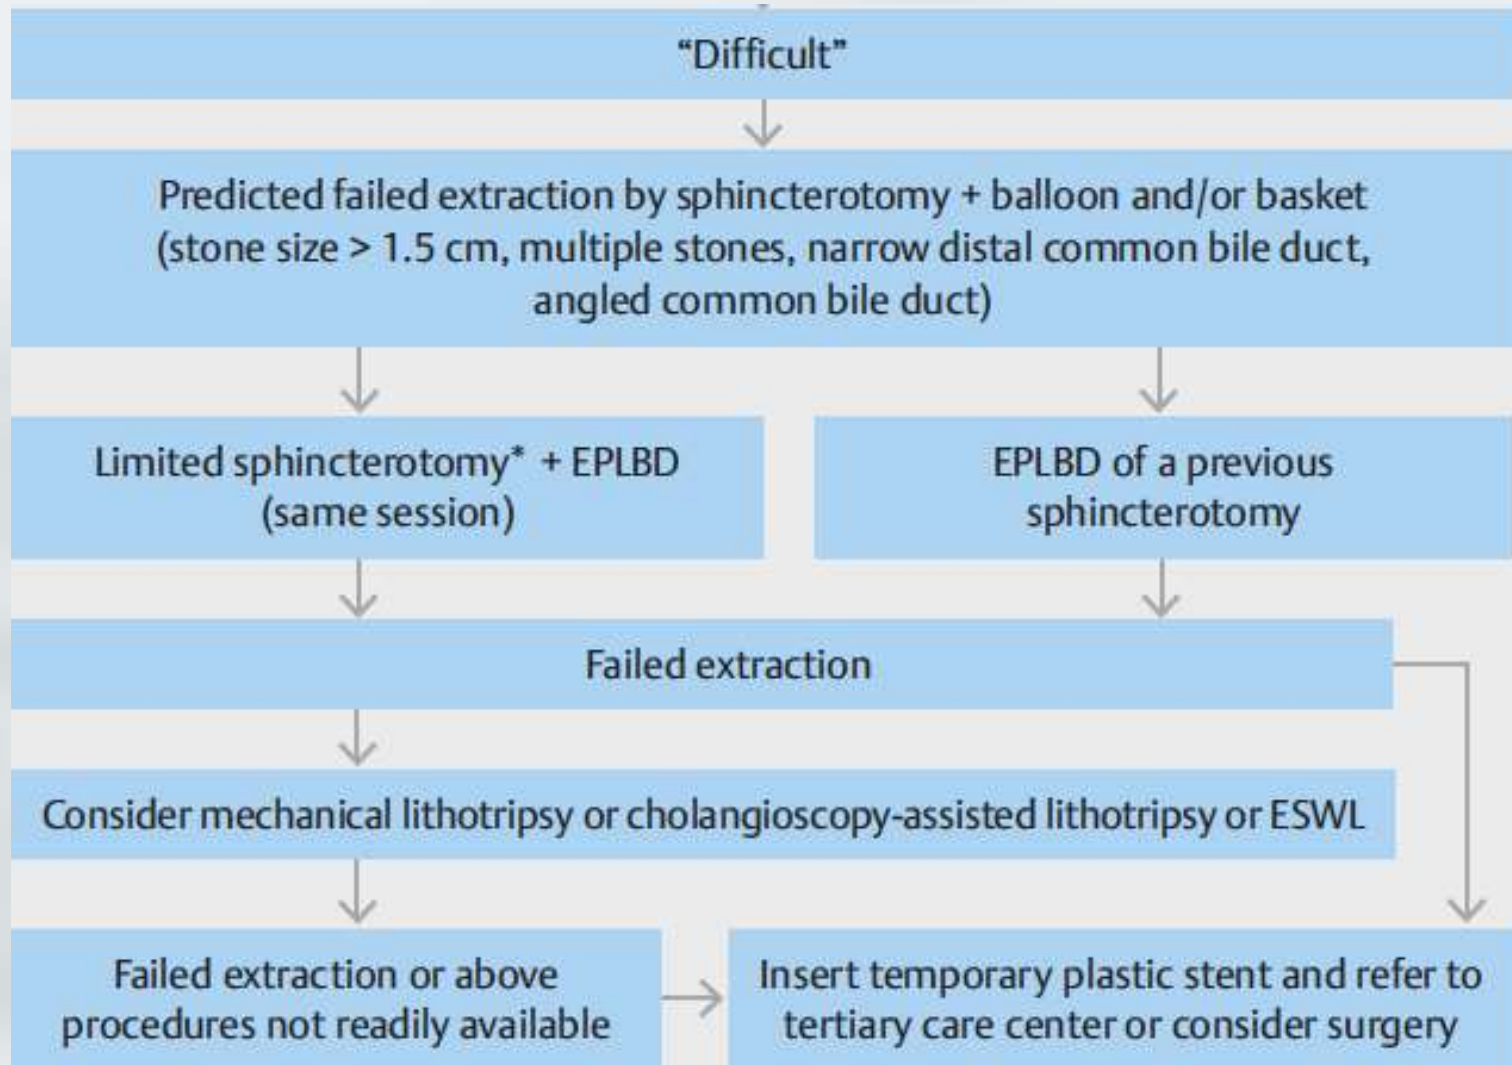 “Difficult”
Predicted failed extraction by sphincterotomy + balloon and/or basket
(stone size > 1.5 cm, multiple stones, narrow distal common bile duct,
angled common bile duct)
Limited sphincterotomy* + EPLBD
(same session)
EPLBD of a previous
sphincterotomy
Failed extraction
Consider mechanical lithotripsy or cholangioscopy-assisted lithotripsy or ESWL
Failed extraction or above
procedures not readily available
Insert temporary plastic stent and refer to
tertiary care center or consider surgery